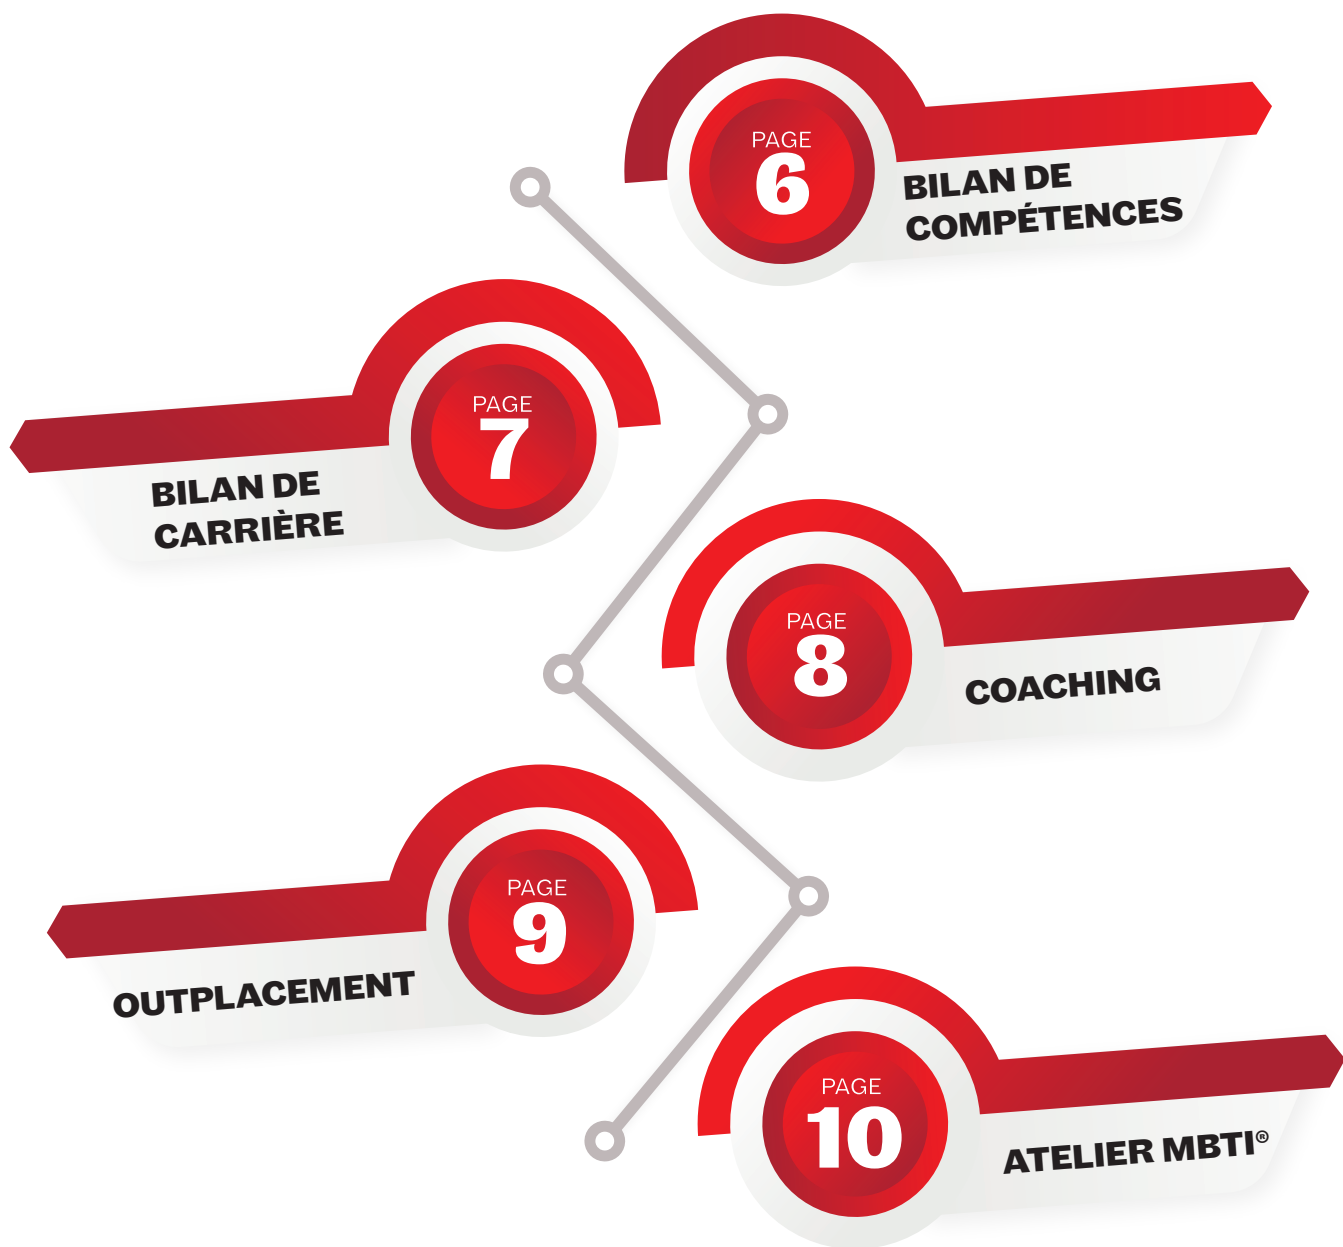 PAGE
6
BILAN DE
COMPÉTENCES
PAGE
7
BILAN DE
CARRIÈRE
PAGE
8
COACHING
PAGE
9
OUTPLACEMENT
PAGE
10
ATELIER MBTI®